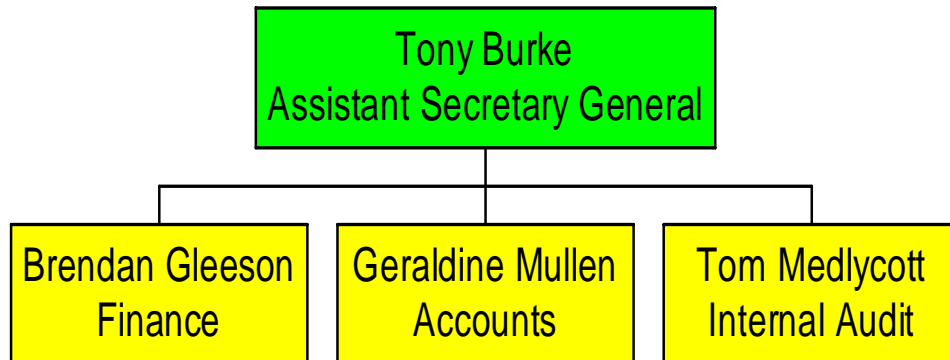 Tony Burke
Assistant Secretary General
Brendan Gleeson
Finance
Geraldine Mullen
Accounts
Tom Medlycott
Internal Audit